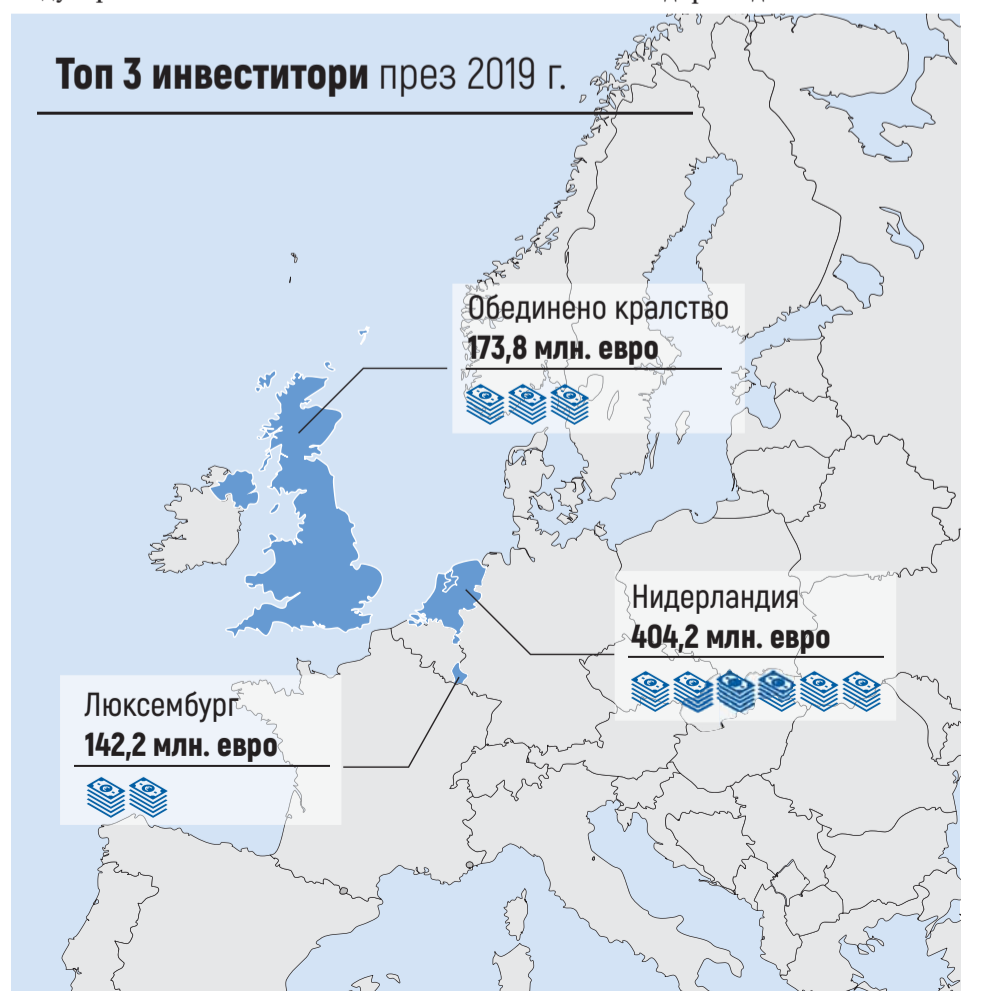 Топ 3 инвеститори през 2019 г.
Обединено кралство
173,8 млн. евро
Нидерландия
404,2 млн. евро
Люксембург
142,2 млн. евро